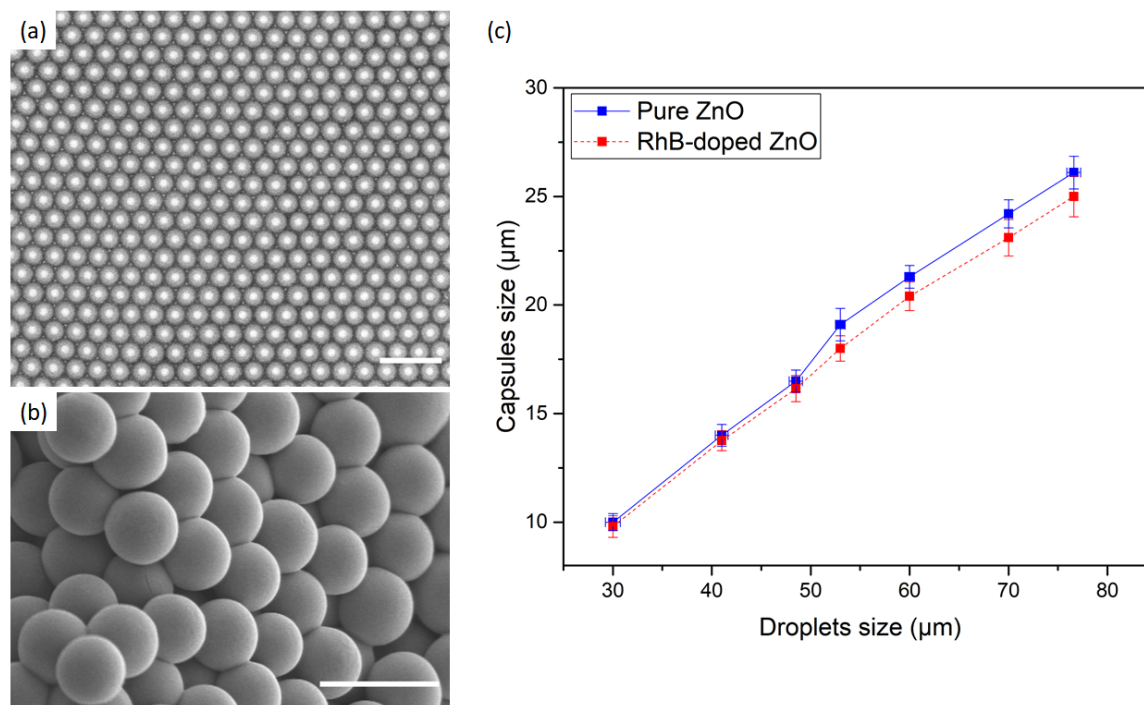 (a)
(b)
(c)
Pure ZnO
RhB-doped ZnO
30
25
20
15
10
Capsules size (μm)
30 40 50 60 70 80
Droplets size (μm)